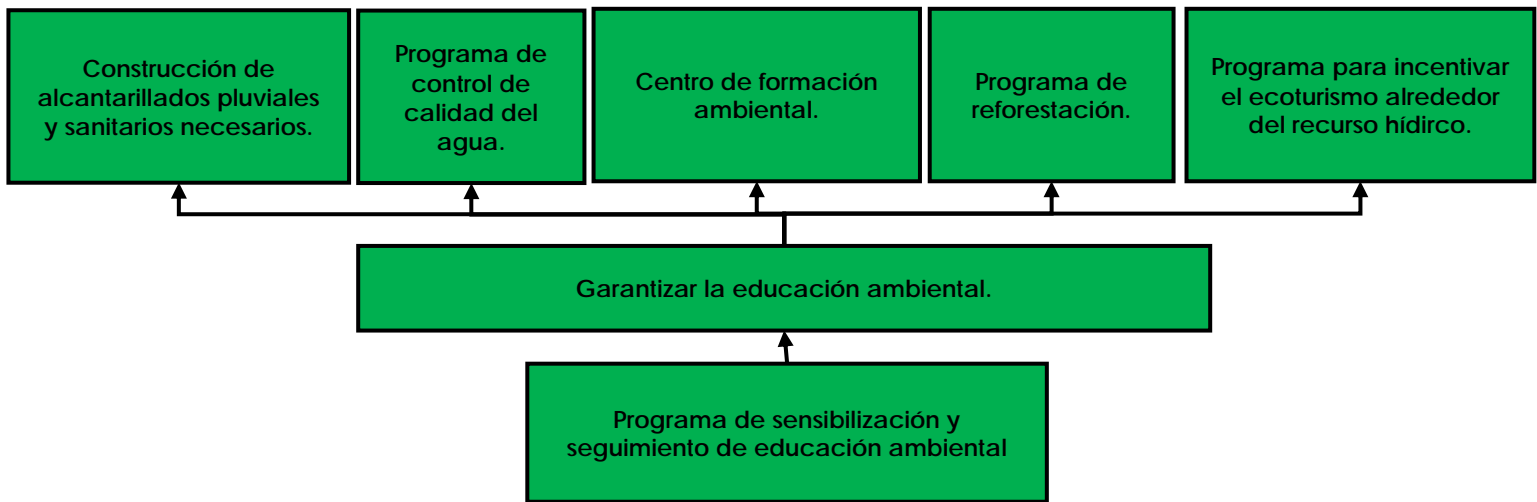 Construcción de
alcantarillados pluviales
y sanitarios necesarios.
Programa de
control de
calidad del
agua.
Centro de formación
ambiental.
Programa de
reforestación.
Programa para incentivar
el ecoturismo alrededor
del recurso hídirco.
Garantizar la educación ambiental.
Programa de sensibilización y
seguimiento de educación ambiental